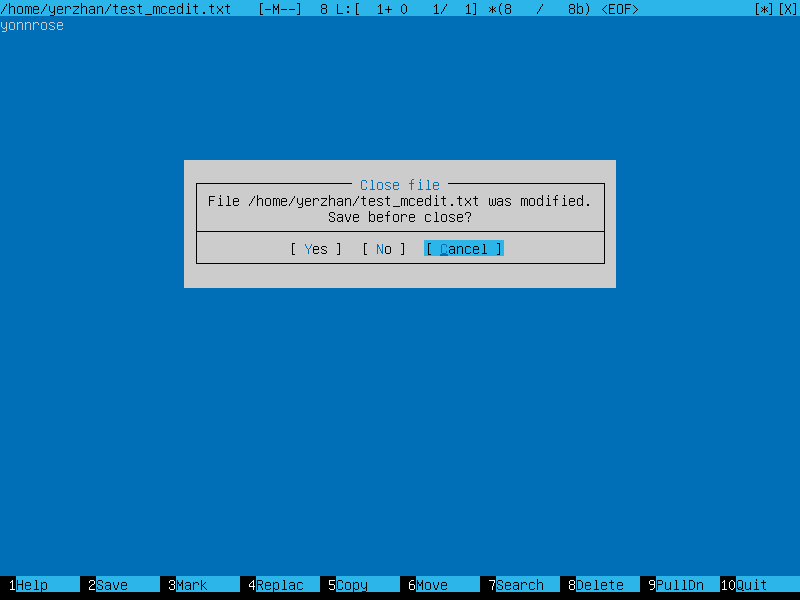 /home/yerzhan/test_mcedit.txt [-M--] 8 L:[ 1+ 0 1/ 1] *(8 / 8b) <EOF> [*][X]
yonnrose
Close file
File /home/yerzhan/test_mcedit.txt was modified.
Save before close?
[ Yes ] [ No ] [ Cancel ]
1Help 2Save 3Mark 4Replac 5Copy 6Move 7Search 8Delete 9PullDn 10Quit